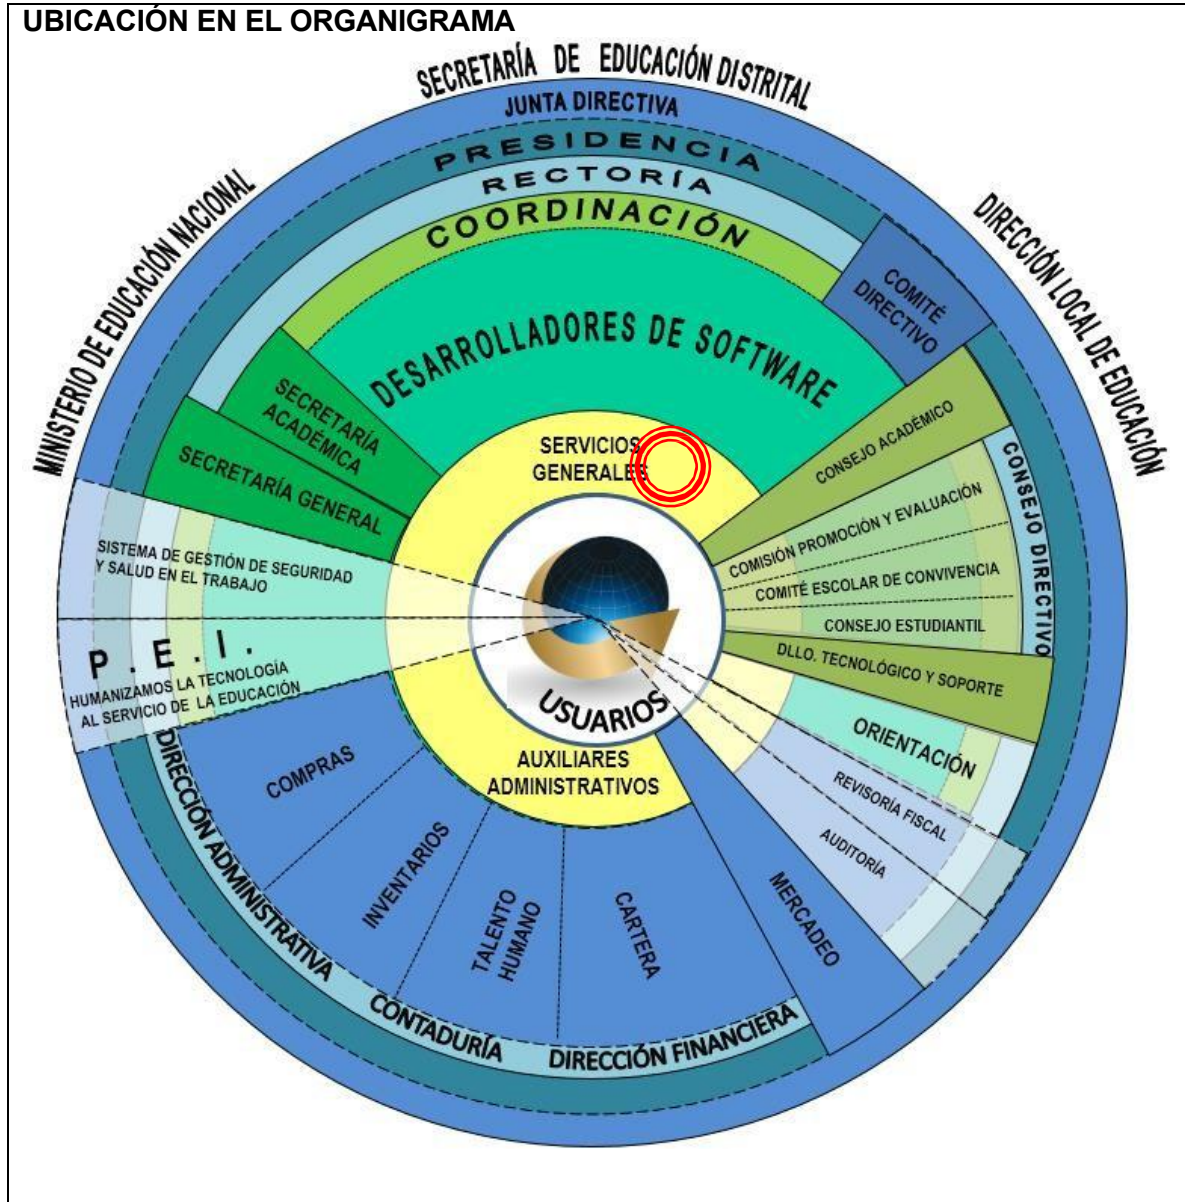 UBICACIÓN EN EL ORGANIGRAMA
SECRETARÍA DE EDUCACIÓN DISTRITAL
JUNTA DIRECTIVA
PRESIDENCIA
RECTORÍA
COORDINACIÓN
DESARROLLADORES DE SOFTWARE
MINISTERIO DE EDUCACIÓN NACIONAL
DIRECCIÓN LOCAL DE EDUCACIÓN
COMITÉ
DIRECTIVO
SECRETARÍA
ACADÉMICA
SECRETARÍA GENERAL
SERVICIOS
GENERALES
CONSEJO ACADÉMICO
CONSEJO DIRECTIVO
COMISIÓN PROMOCIÓN Y EVALUACIÓN
COMITÉ ESCOLAR DE CONVIVENCIA
CONSEJO ESTUDIANTIL
SISTEMA DE GESTIÓN DE SEGURIDAD
Y SALUD EN EL TRABAJO
P.E.I.
HUMANIZAMOS LA TECNOLOGÍA
AL SERVICIO DE LA EDUCACIÓN
DLLO. TECNOLÓGICO Y SOPORTE
ORIENTACIÓN
REVISORÍA FISCAL
AUDITORÍA
USUARIOS
AUXILIARES
ADMINISTRATIVOS
COMPRAS
INVENTARIOS
TALENTO
HUMANO
CARTERA
MERCADEO
DIRECCIÓN ADMINISTRATIVA
CONTADURÍA
DIRECCIÓN FINANCIERA